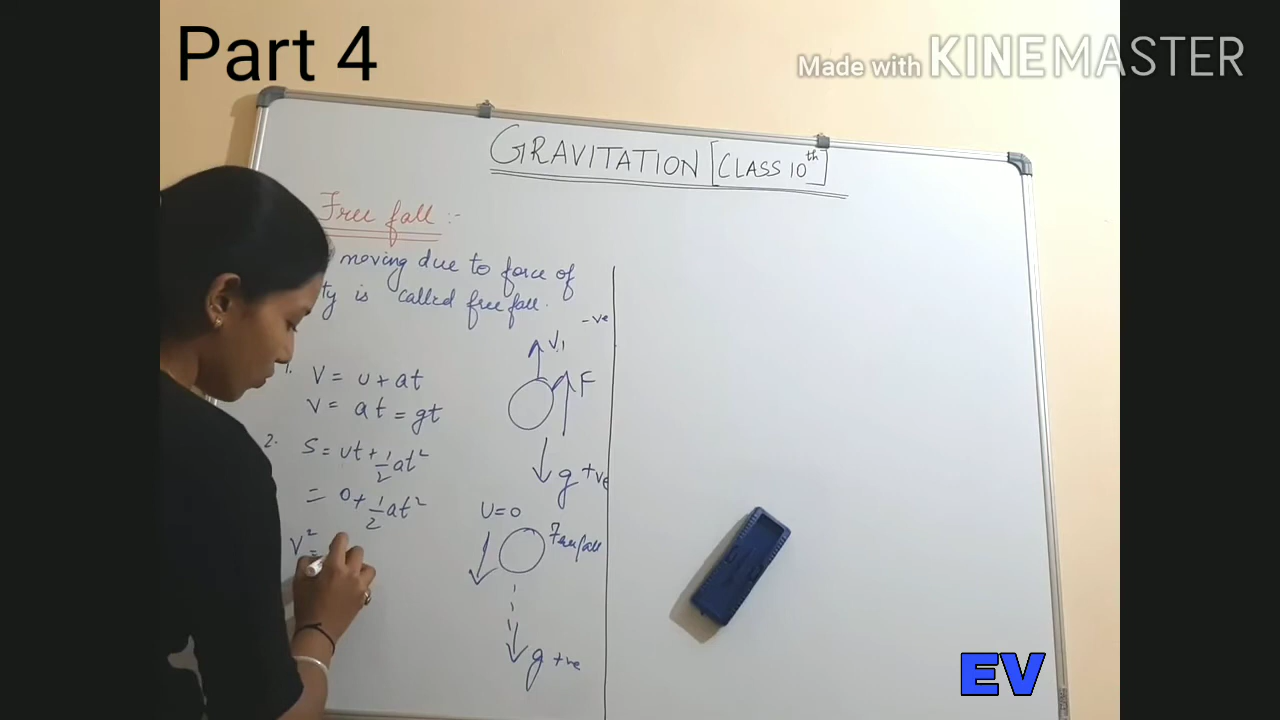 Part 4
Made with KINEMASTER
GRAVITATION [CLASS 10th]
Free fall :-
moving due to force of
ty is called free fall.
1. V = u + at
V = at = gt
2. S = ut + 1/2 at²
= 0 + 1/2 at²
V² =
-ve
V1
F
g +ve
U = 0
Free fall
g +ve
EV